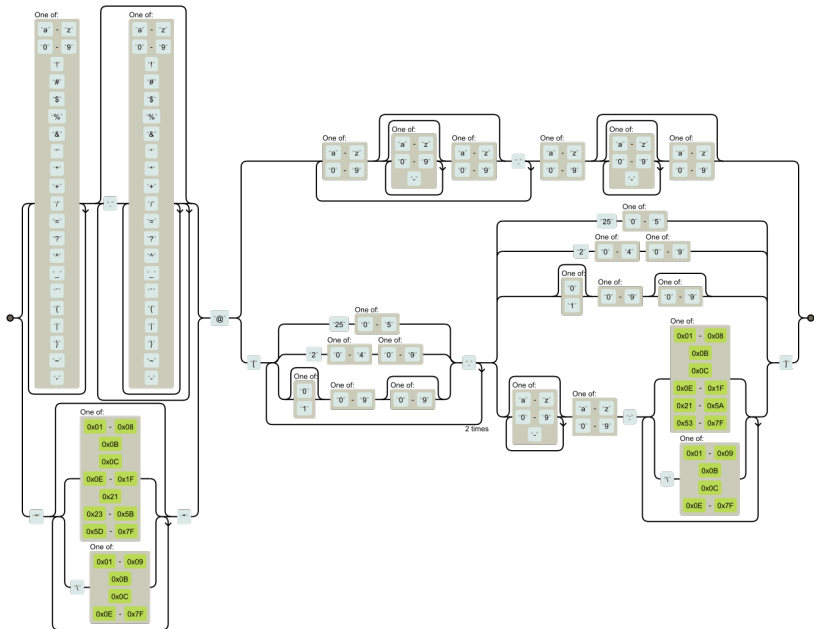 One of:
"a" - "z"
"0" - "9"
"!"
"#"
"$"
"%"
"&"
"'"
"*"
"+"
"/"
"="
"?"
"^"
"_"
"`"
"{"
"|"
"}"
"~"
"-"
"."
One of:
"a" - "z"
"0" - "9"
"!"
"#"
"$"
"%"
"&"
"'"
"*"
"+"
"/"
"="
"?"
"^"
"_"
"`"
"{"
"|"
"}"
"~"
"-"
One of:
0x01 - 0x08
0x0B
0x0C
0x0E - 0x1F
0x21
0x23 - 0x5B
0x5D - 0x7F
One of:
"\"
0x01 - 0x09
0x0B
0x0C
0x0E - 0x7F
"@"
One of:
"a" - "z"
"0" - "9"
One of:
"a" - "z"
"0" - "9"
"-"
One of:
"a" - "z"
"0" - "9"
"."
One of:
"a" - "z"
"0" - "9"
One of:
"a" - "z"
"0" - "9"
"-"
One of:
"a" - "z"
"0" - "9"
"["
One of:
"25" "0" - "5"
One of: One of:
"2" "0" - "4" "0" - "9"
One of:
"0"
"1"
One of:
"0" - "9"
One of:
"0" - "9"
"."
2 times
One of:
"25" "0" - "5"
One of: One of:
"2" "0" - "4" "0" - "9"
One of:
"0"
"1"
One of:
"0" - "9"
One of:
"0" - "9"
One of:
"a" - "z"
"0" - "9"
"-"
One of:
"a" - "z"
"0" - "9"
":"
One of:
0x01 - 0x08
0x0B
0x0C
0x0E - 0x1F
0x21 - 0x5A
0x53 - 0x7F
One of:
"\"
0x01 - 0x09
0x0B
0x0C
0x0E - 0x7F
"]"